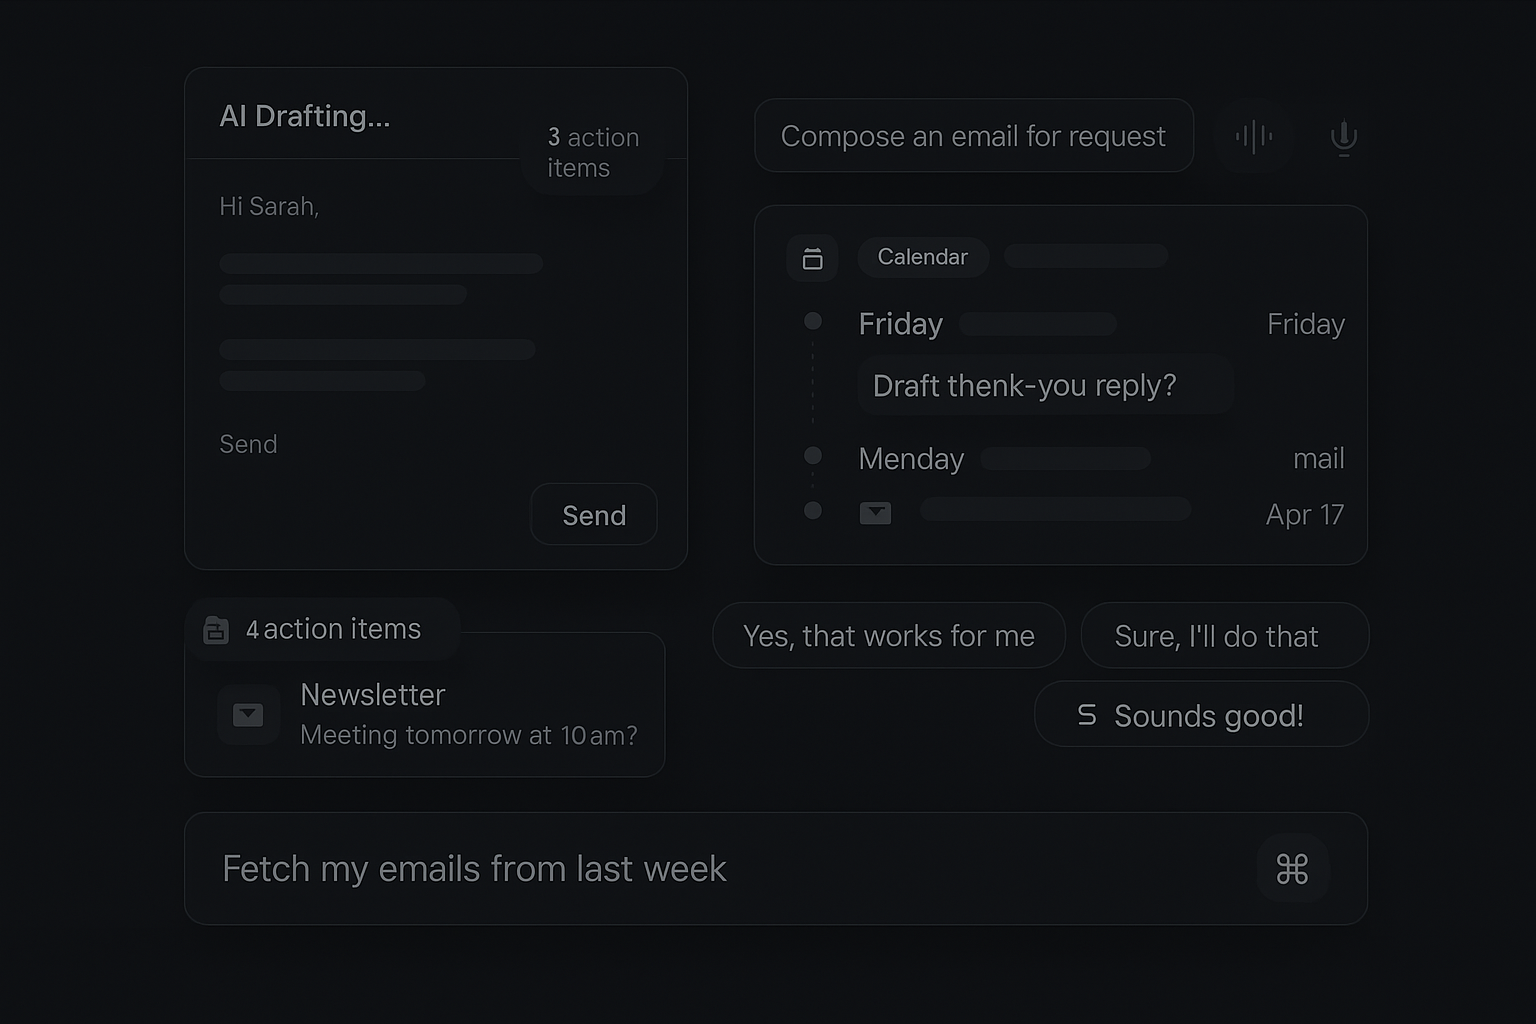 AI Drafting...
3 action
items
Hi Sarah,
Send
Send
Compose an email for request
Calendar
Friday
Friday
Draft thenk-you reply?
Menday
mail
Apr 17
4 action items
Newsletter
Meeting tomorrow at 10 am?
Yes, that works for me
Sure, I'll do that
S Sounds good!
Fetch my emails from last week
⌘